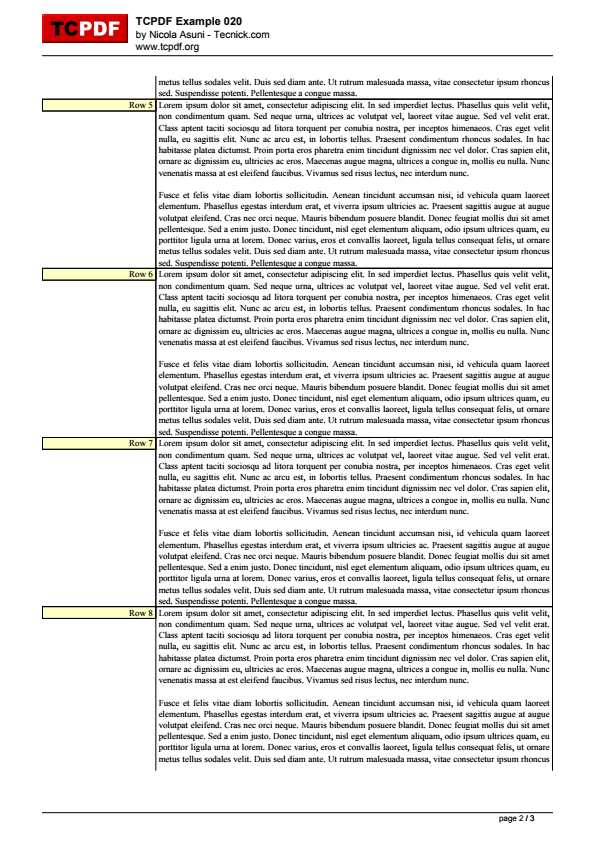 TCPDF
TCPDF Example 020
by Nicola Asuni - Tecnick.com
www.tcpdf.org
metus tellus sodales velit. Duis sed diam ante. Ut rutrum malesuada massa, vitae consectetur ipsum rhoncus
sed. Suspendisse potenti. Pellentesque a congue massa.
Row 5
Lorem ipsum dolor sit amet, consectetur adipiscing elit. In sed imperdiet lectus. Phasellus quis velit velit,
non condimentum quam. Sed neque urna, ultrices ac volutpat vel, laoreet vitae augue. Sed vel velit erat.
Class aptent taciti sociosqu ad litora torquent per conubia nostra, per inceptos himenaeos. Cras eget velit
nulla, eu sagittis elit. Nunc ac arcu est, in lobortis tellus. Praesent condimentum rhoncus sodales. In hac
habitasse platea dictumst. Proin porta eros pharetra enim tincidunt dignissim nec vel dolor. Cras sapien elit,
ornare ac dignissim eu, ultricies ac eros. Maecenas augue magna, ultrices a congue in, mollis eu nulla. Nunc
venenatis massa at est eleifend faucibus. Vivamus sed risus lectus, nec interdum nunc.
Fusce et felis vitae diam lobortis sollicitudin. Aenean tincidunt accumsan nisi, id vehicula quam laoreet
elementum. Phasellus egestas interdum erat, et viverra ipsum ultricies ac. Praesent sagittis augue at augue
volutpat eleifend. Cras nec orci neque. Mauris bibendum posuere blandit. Donec feugiat mollis dui sit amet
pellentesque. Sed a enim justo. Donec tincidunt, nisl eget elementum aliquam, odio ipsum ultrices quam, eu
porttitor ligula urna at lorem. Donec varius, eros et convallis laoreet, ligula tellus consequat felis, ut ornare
metus tellus sodales velit. Duis sed diam ante. Ut rutrum malesuada massa, vitae consectetur ipsum rhoncus
sed. Suspendisse potenti. Pellentesque a congue massa.
Row 6
Lorem ipsum dolor sit amet, consectetur adipiscing elit. In sed imperdiet lectus. Phasellus quis velit velit,
non condimentum quam. Sed neque urna, ultrices ac volutpat vel, laoreet vitae augue. Sed vel velit erat.
Class aptent taciti sociosqu ad litora torquent per conubia nostra, per inceptos himenaeos. Cras eget velit
nulla, eu sagittis elit. Nunc ac arcu est, in lobortis tellus. Praesent condimentum rhoncus sodales. In hac
habitasse platea dictumst. Proin porta eros pharetra enim tincidunt dignissim nec vel dolor. Cras sapien elit,
ornare ac dignissim eu, ultricies ac eros. Maecenas augue magna, ultrices a congue in, mollis eu nulla. Nunc
venenatis massa at est eleifend faucibus. Vivamus sed risus lectus, nec interdum nunc.
Fusce et felis vitae diam lobortis sollicitudin. Aenean tincidunt accumsan nisi, id vehicula quam laoreet
elementum. Phasellus egestas interdum erat, et viverra ipsum ultricies ac. Praesent sagittis augue at augue
volutpat eleifend. Cras nec orci neque. Mauris bibendum posuere blandit. Donec feugiat mollis dui sit amet
pellentesque. Sed a enim justo. Donec tincidunt, nisl eget elementum aliquam, odio ipsum ultrices quam, eu
porttitor ligula urna at lorem. Donec varius, eros et convallis laoreet, ligula tellus consequat felis, ut ornare
metus tellus sodales velit. Duis sed diam ante. Ut rutrum malesuada massa, vitae consectetur ipsum rhoncus
sed. Suspendisse potenti. Pellentesque a congue massa.
Row 7
Lorem ipsum dolor sit amet, consectetur adipiscing elit. In sed imperdiet lectus. Phasellus quis velit velit,
non condimentum quam. Sed neque urna, ultrices ac volutpat vel, laoreet vitae augue. Sed vel velit erat.
Class aptent taciti sociosqu ad litora torquent per conubia nostra, per inceptos himenaeos. Cras eget velit
nulla, eu sagittis elit. Nunc ac arcu est, in lobortis tellus. Praesent condimentum rhoncus sodales. In hac
habitasse platea dictumst. Proin porta eros pharetra enim tincidunt dignissim nec vel dolor. Cras sapien elit,
ornare ac dignissim eu, ultricies ac eros. Maecenas augue magna, ultrices a congue in, mollis eu nulla. Nunc
venenatis massa at est eleifend faucibus. Vivamus sed risus lectus, nec interdum nunc.
Fusce et felis vitae diam lobortis sollicitudin. Aenean tincidunt accumsan nisi, id vehicula quam laoreet
elementum. Phasellus egestas interdum erat, et viverra ipsum ultricies ac. Praesent sagittis augue at augue
volutpat eleifend. Cras nec orci neque. Mauris bibendum posuere blandit. Donec feugiat mollis dui sit amet
pellentesque. Sed a enim justo. Donec tincidunt, nisl eget elementum aliquam, odio ipsum ultrices quam, eu
porttitor ligula urna at lorem. Donec varius, eros et convallis laoreet, ligula tellus consequat felis, ut ornare
metus tellus sodales velit. Duis sed diam ante. Ut rutrum malesuada massa, vitae consectetur ipsum rhoncus
sed. Suspendisse potenti. Pellentesque a congue massa.
Row 8
Lorem ipsum dolor sit amet, consectetur adipiscing elit. In sed imperdiet lectus. Phasellus quis velit velit,
non condimentum quam. Sed neque urna, ultrices ac volutpat vel, laoreet vitae augue. Sed vel velit erat.
Class aptent taciti sociosqu ad litora torquent per conubia nostra, per inceptos himenaeos. Cras eget velit
nulla, eu sagittis elit. Nunc ac arcu est, in lobortis tellus. Praesent condimentum rhoncus sodales. In hac
habitasse platea dictumst. Proin porta eros pharetra enim tincidunt dignissim nec vel dolor. Cras sapien elit,
ornare ac dignissim eu, ultricies ac eros. Maecenas augue magna, ultrices a congue in, mollis eu nulla. Nunc
venenatis massa at est eleifend faucibus. Vivamus sed risus lectus, nec interdum nunc.
Fusce et felis vitae diam lobortis sollicitudin. Aenean tincidunt accumsan nisi, id vehicula quam laoreet
elementum. Phasellus egestas interdum erat, et viverra ipsum ultricies ac. Praesent sagittis augue at augue
volutpat eleifend. Cras nec orci neque. Mauris bibendum posuere blandit. Donec feugiat mollis dui sit amet
pellentesque. Sed a enim justo. Donec tincidunt, nisl eget elementum aliquam, odio ipsum ultrices quam, eu
porttitor ligula urna at lorem. Donec varius, eros et convallis laoreet, ligula tellus consequat felis, ut ornare
metus tellus sodales velit. Duis sed diam ante. Ut rutrum malesuada massa, vitae consectetur ipsum rhoncus
page 2 / 3